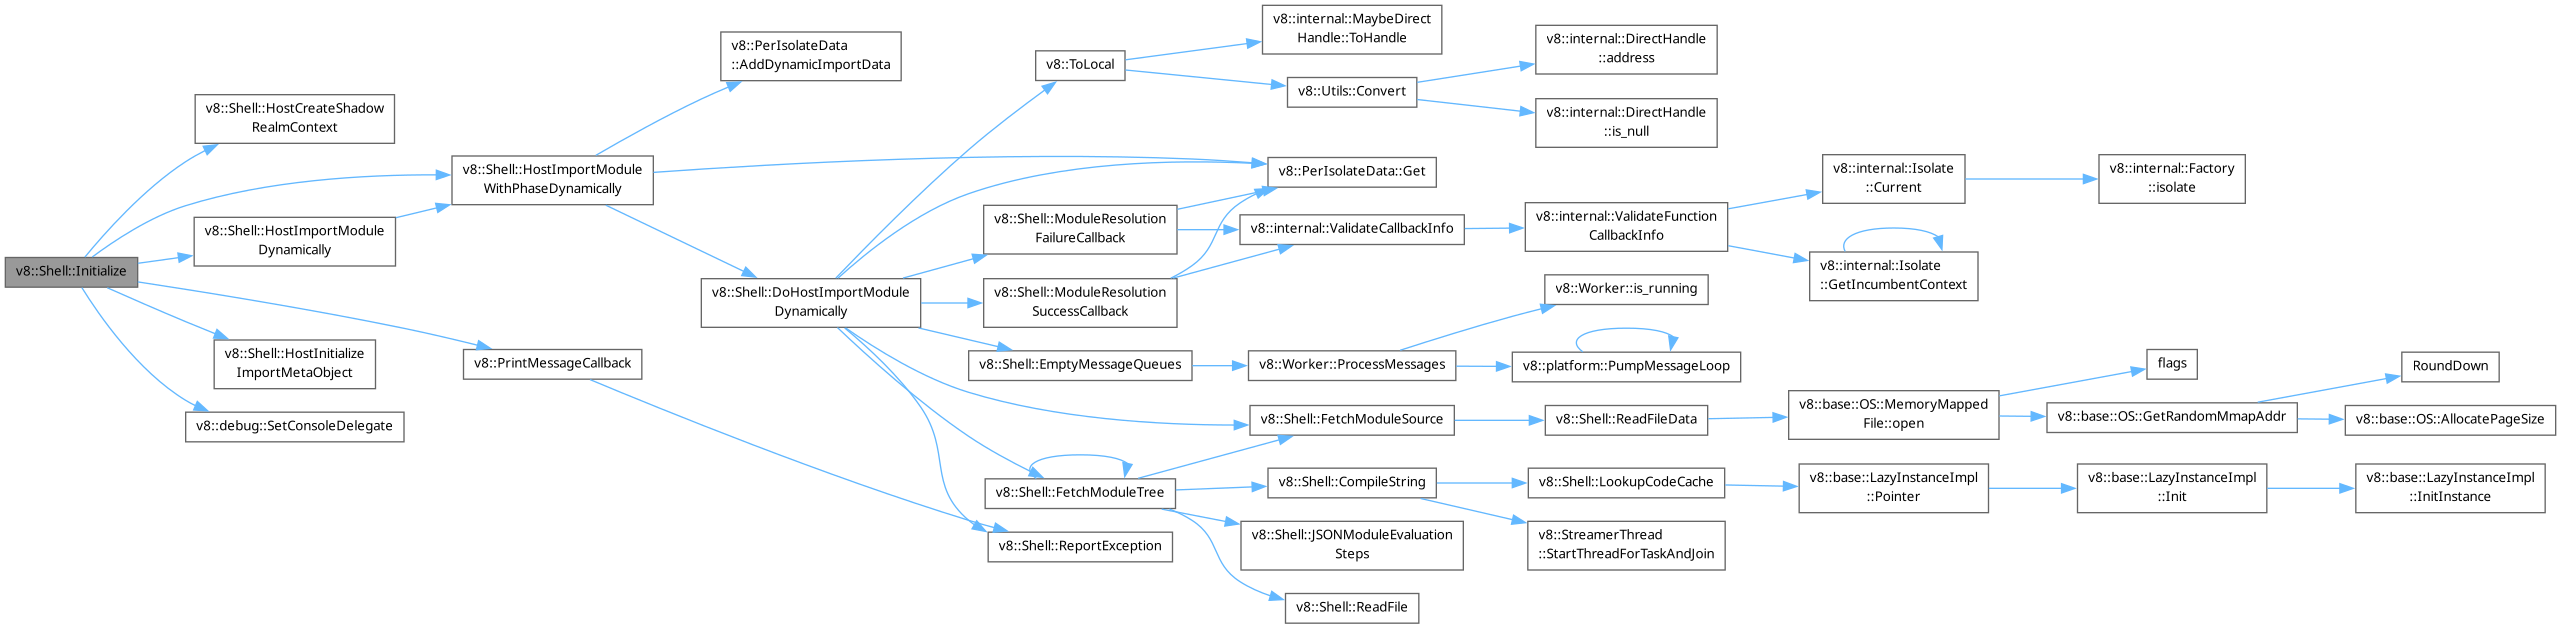 v8::Shell::Initialize
v8::Shell::HostCreateShadow
RealmContext
v8::Shell::HostImportModule
WithPhaseDynamically
v8::Shell::HostImportModule
Dynamically
v8::Shell::HostInitialize
ImportMetaObject
v8::debug::SetConsoleDelegate
v8::PrintMessageCallback
v8::PerIsolateData
::AddDynamicImportData
v8::Shell::DoHostImportModule
Dynamically
v8::ToLocal
v8::PerIsolateData::Get
v8::Shell::ModuleResolution
FailureCallback
v8::Shell::ModuleResolution
SuccessCallback
v8::Shell::EmptyMessageQueues
v8::Shell::FetchModuleTree
v8::Shell::ReportException
v8::internal::MaybeDirect
Handle::ToHandle
v8::Utils::Convert
v8::internal::ValidateCallbackInfo
v8::Worker::ProcessMessages
v8::Shell::FetchModuleSource
v8::Shell::CompileString
v8::Shell::JSONModuleEvaluation
Steps
v8::Shell::ReadFile
v8::internal::DirectHandle
::address
v8::internal::DirectHandle
::is_null
v8::internal::ValidateFunction
CallbackInfo
v8::Worker::is_running
v8::platform::PumpMessageLoop
v8::Shell::ReadFileData
v8::Shell::LookupCodeCache
v8::StreamerThread
::StartThreadForTaskAndJoin
v8::internal::Isolate
::Current
v8::internal::Isolate
::GetIncumbentContext
v8::base::OS::MemoryMapped
File::open
v8::base::LazyInstanceImpl
::Pointer
v8::internal::Factory
::isolate
flags
v8::base::OS::GetRandomMmapAddr
v8::base::LazyInstanceImpl
::Init
RoundDown
v8::base::OS::AllocatePageSize
v8::base::LazyInstanceImpl
::InitInstance